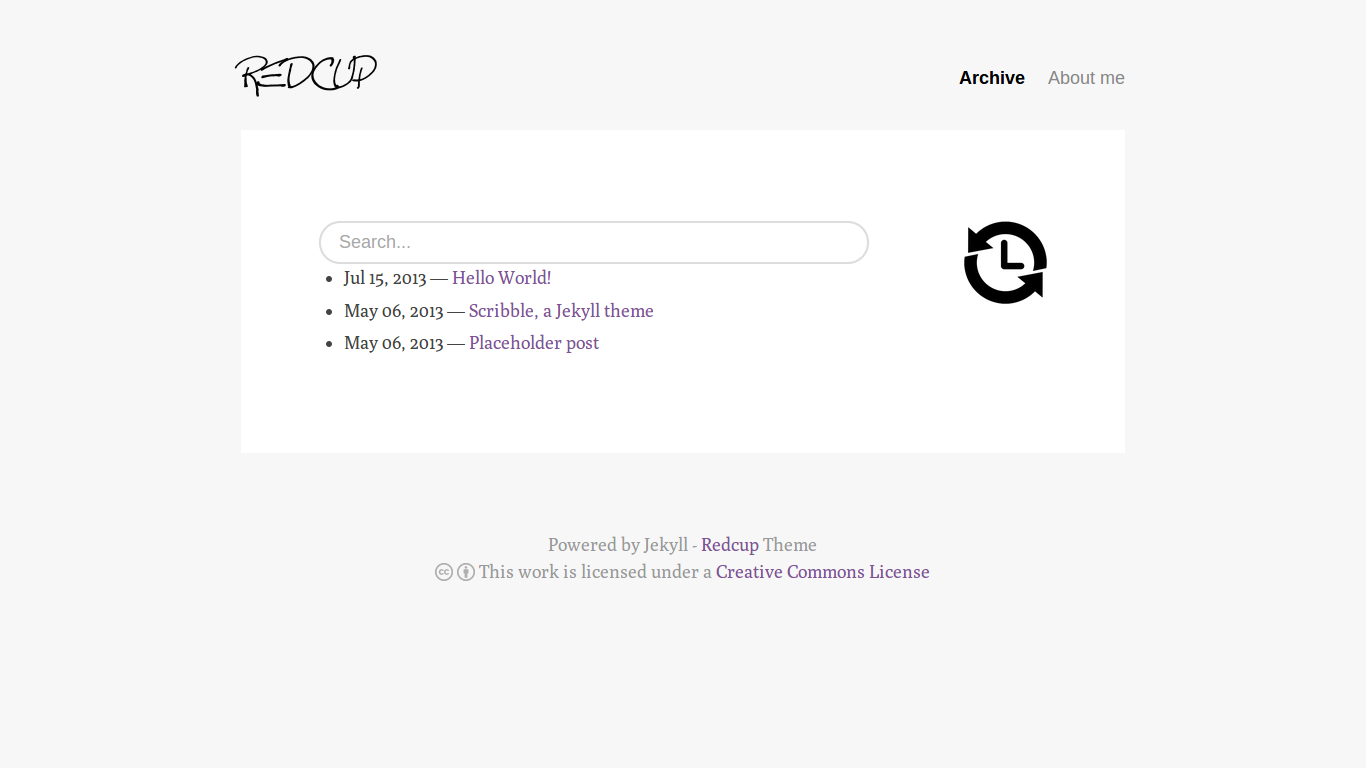 REDCUP
Archive About me
Search...
Jul 15, 2013 — Hello World!
May 06, 2013 — Scribble, a Jekyll theme
May 06, 2013 — Placeholder post
Powered by Jekyll - Redcup Theme
This work is licensed under a Creative Commons License